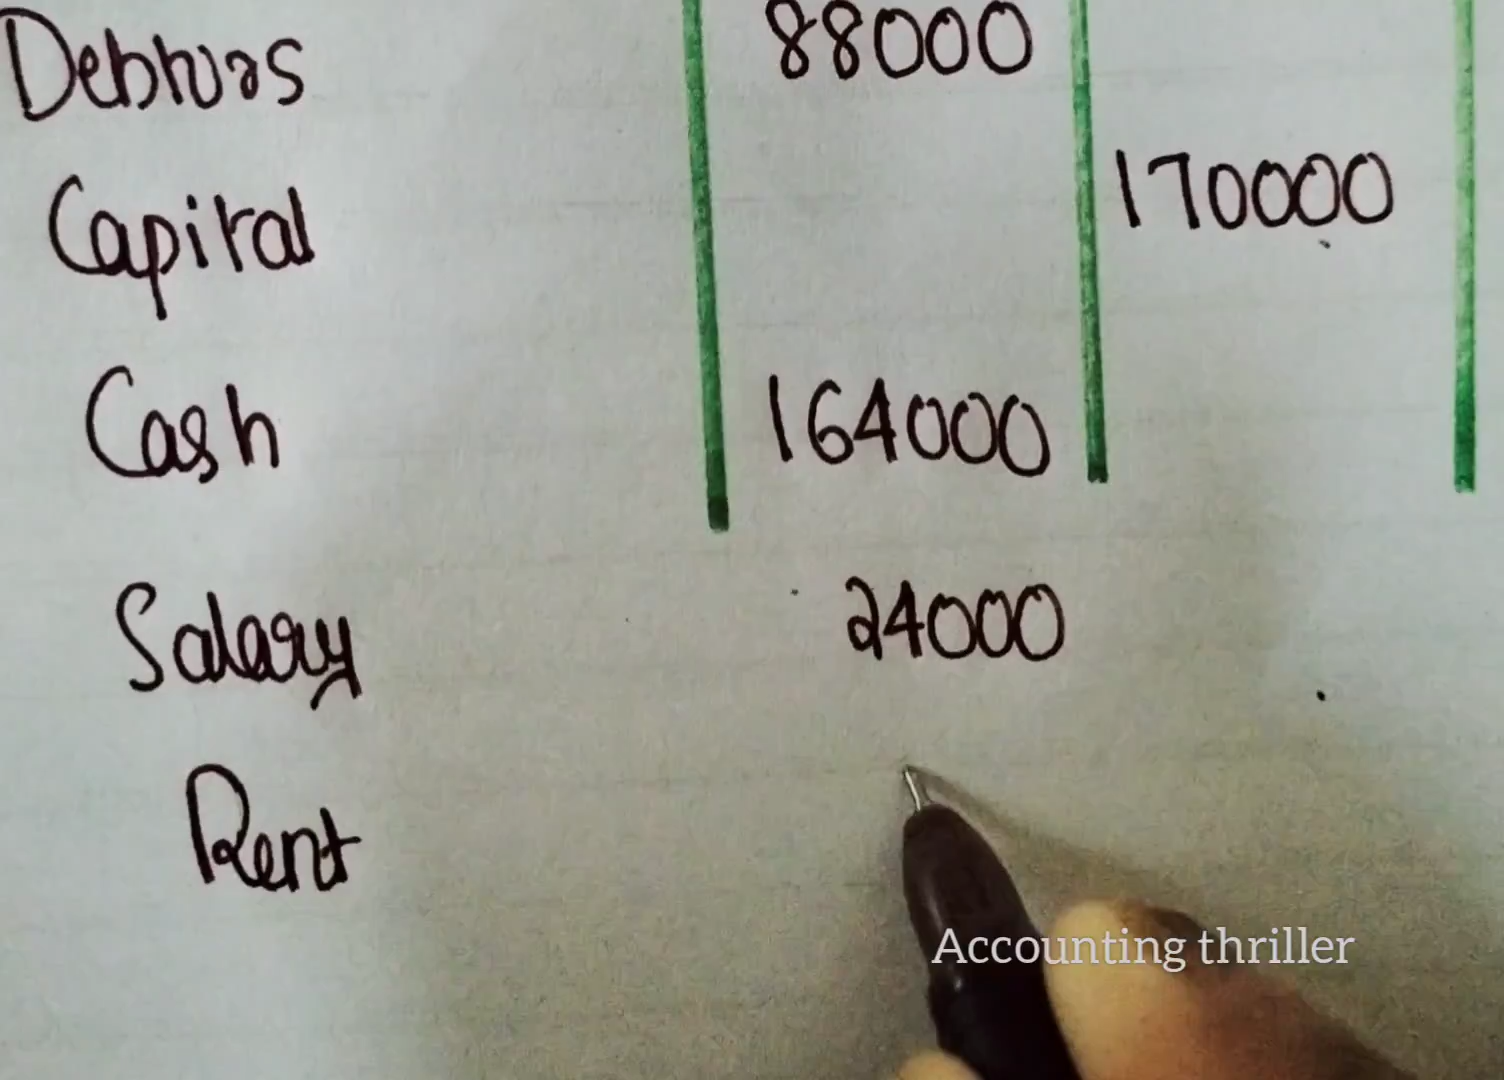 Debtors 88000
Capital 170000
Cash 164000
Salary 24000
Rent
Accounting thriller